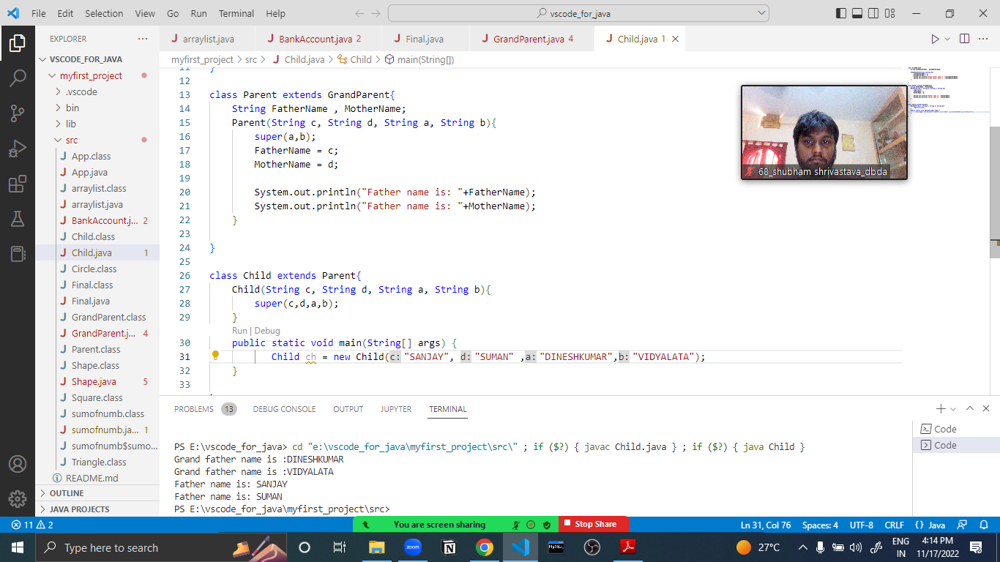 File Edit Selection View Go Run Terminal Help
vscode_for_java
EXPLORER
VSCODE_FOR_JAVA
myfirst_project
.vscode
bin
lib
src
App.class
App.java
arraylist.class
arraylist.java
BankAccount.j... 2
Child.class
Child.java 1
Circle.class
Final.class
Final.java
GrandParent.class
GrandParent.j... 4
Parent.class
Shape.class
Shape.java 5
Square.class
sumofnumb.class
sumofnumb.ja... 1
sumofnumb$sumo...
Triangle.class
README.md
OUTLINE
JAVA PROJECTS
arraylist.java BankAccount.java 2 Final.java GrandParent.java 4 Child.java 1
myfirst_project > src > Child.java > Child > main(String[])
11 }
12
13 class Parent extends GrandParent{
14 String FatherName , MotherName;
15 Parent(String c, String d, String a, String b){
16 super(a,b);
17 FatherName = c;
18 MotherName = d;
19
20 System.out.println("Father name is: "+FatherName);
21 System.out.println("Father name is: "+MotherName);
22 }
23
24 }
25
26 class Child extends Parent{
27 Child(String c, String d, String a, String b){
28 super(c,d,a,b);
29 }
Run | Debug
30 public static void main(String[] args) {
31 Child ch = new Child(c: "SANJAY", d: "SUMAN" ,a: "DINESHKUMAR",b: "VIDYALATA");
32 }
33
68_shubham shrivastava_dbda
PROBLEMS 13 DEBUG CONSOLE OUTPUT JUPYTER TERMINAL
PS E:\vscode_for_java> cd "e:\vscode_for_java\myfirst_project\src\" ; if ($?) { javac Child.java } ; if ($?) { java Child }
Grand father name is :DINESHKUMAR
Grand father name is :VIDYALATA
Father name is: SANJAY
Father name is: SUMAN
PS E:\vscode_for_java\myfirst_project\src>
Code
Code
11 2
You are screen sharing Stop Share
Ln 31, Col 76 Spaces: 4 UTF-8 CRLF {} Java
Type here to search
zoom
MySQL
27°C
ENG
IN
4:14 PM
11/17/2022